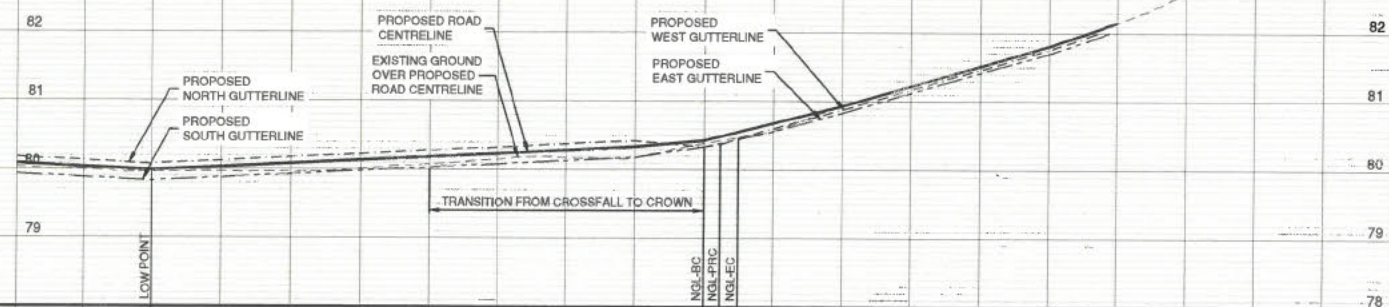 82
PROPOSED ROAD
CENTRELINE
PROPOSED
WEST GUTTERLINE
82
EXISTING GROUND
OVER PROPOSED
ROAD CENTRELINE
PROPOSED
EAST GUTTERLINE
PROPOSED
NORTH GUTTERLINE
81
81
PROPOSED
SOUTH GUTTERLINE
80
80
TRANSITION FROM CROSSFALL TO CROWN
79
79
LOW POINT
NGL-BC
NGL-PRC
NGL-EC
78